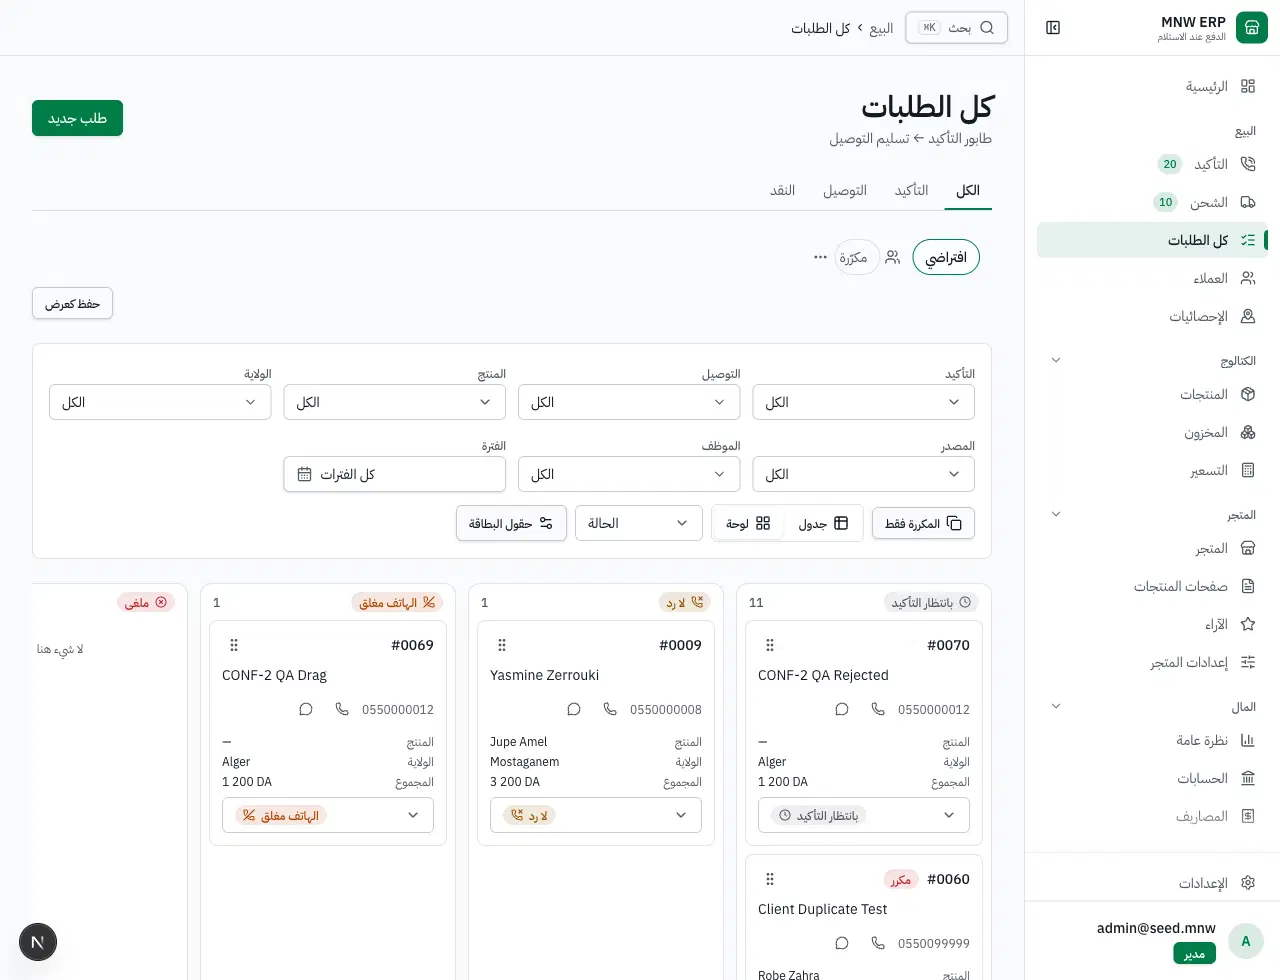 MNW ERP
الدفع عند الاستلام
الرئيسية
البيع
التأكيد 20
الشحن 10
كل الطلبات
العملاء
الإحصائيات
الكتالوج
المنتجات
المخزون
التسعير
المتجر
المتجر
صفحات المنتجات
الآراء
إعدادات المتجر
المال
نظرة عامة
الحسابات
المصاريف
الإعدادات
admin@seed.mnw
A
مدير
بحث ⌘K
البيع › كل الطلبات
كل الطلبات
طابور التأكيد ← تسليم التوصيل
طلب جديد
الكل التأكيد التوصيل النقد
افتراضي مكرّرة ···
حفظ كعرض
التأكيد التوصيل المنتج الولاية
الكل الكل الكل الكل
المصدر الموظف الفترة
الكل الكل كل الفترات
المكررة فقط جدول لوحة الحالة حقول البطاقة
بانتظار التأكيد 11
#0070
CONF-2 QA Rejected
0550000012
المنتج —
الولاية Alger
المجموع 1 200 DA
بانتظار التأكيد
#0060 مكرر
Client Duplicate Test
0550099999
المنتج Robe Zahra
لا رد 1
#0009
Yasmine Zerrouki
0550000008
المنتج Jupe Amel
الولاية Mostaganem
المجموع 3 200 DA
لا رد
الهاتف مغلق 1
#0069
CONF-2 QA Drag
0550000012
المنتج —
الولاية Alger
المجموع 1 200 DA
الهاتف مغلق
ملغى
لا شيء هنا
N